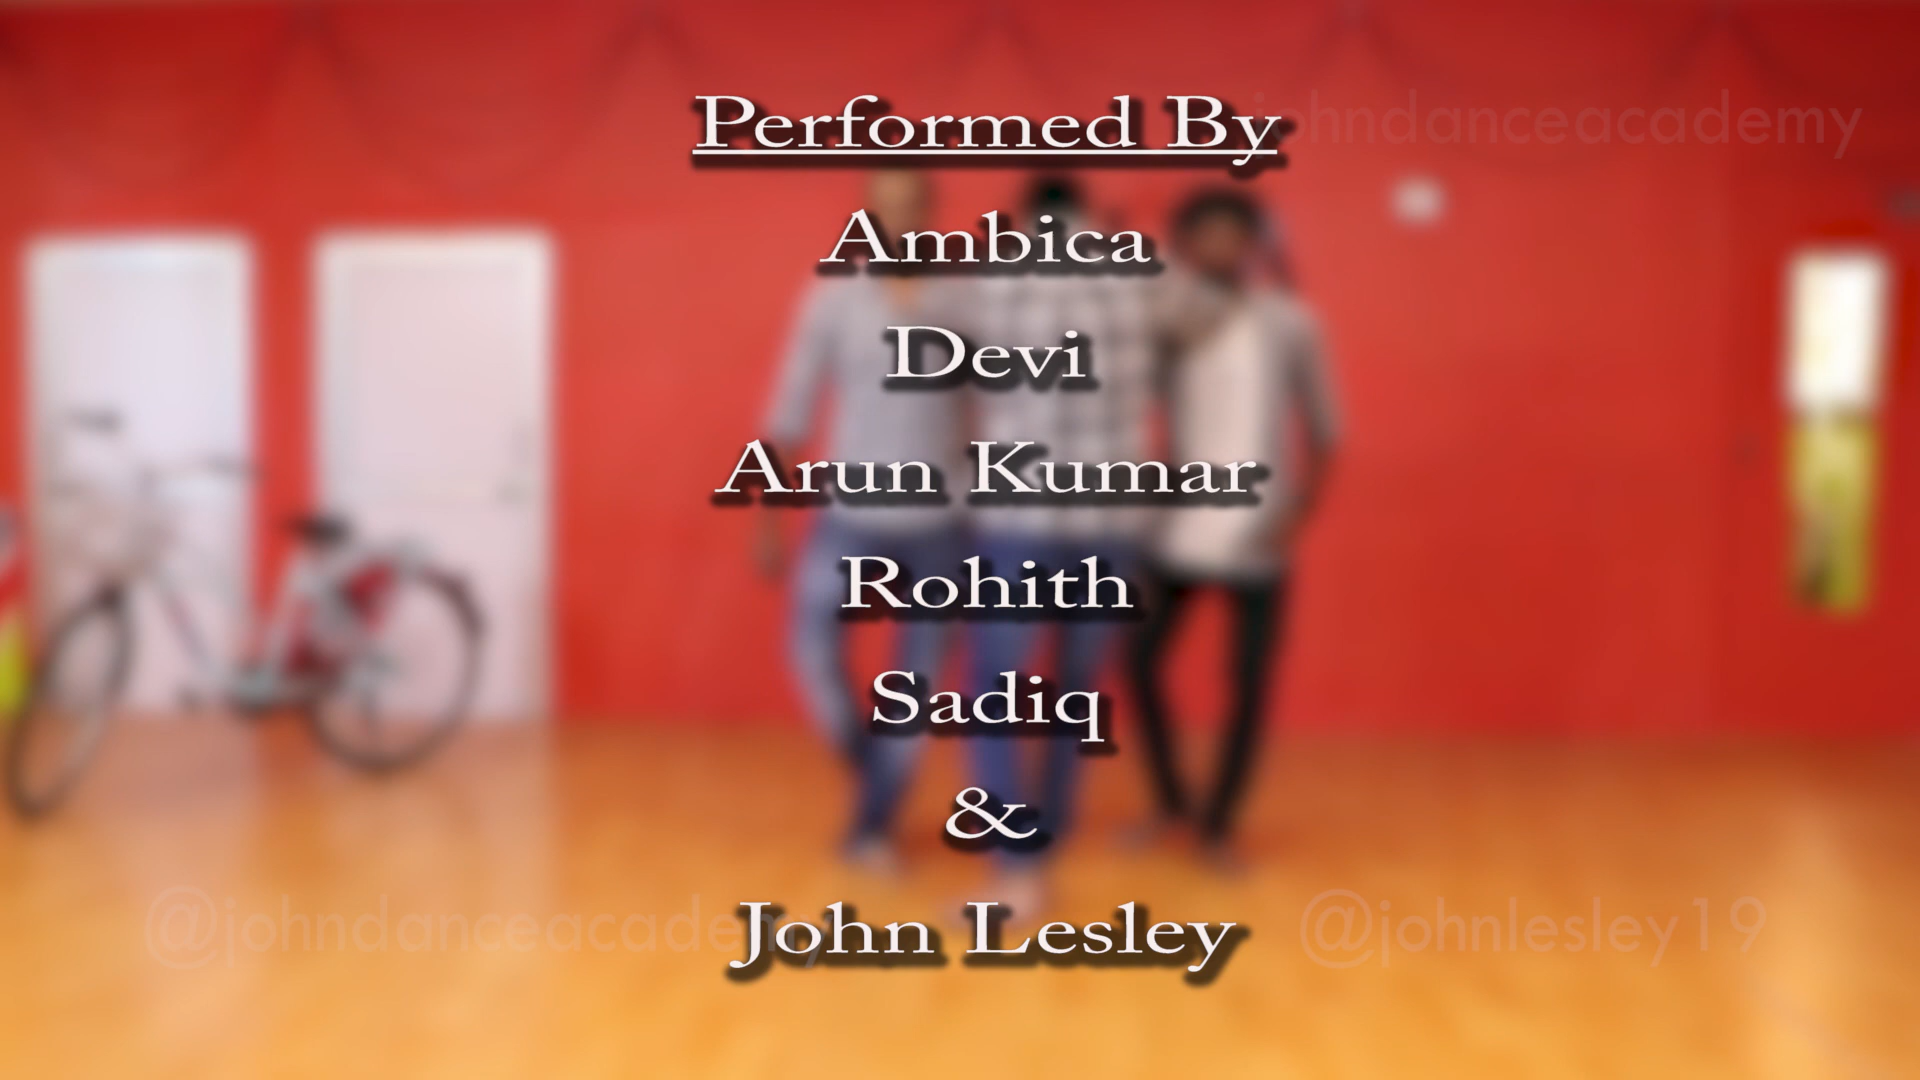 Performed By
johndanceacademy
Ambica
Devi
Arun Kumar
Rohith
Sadiq
&
John Lesley
@johndanceacademy
@johnlesley19